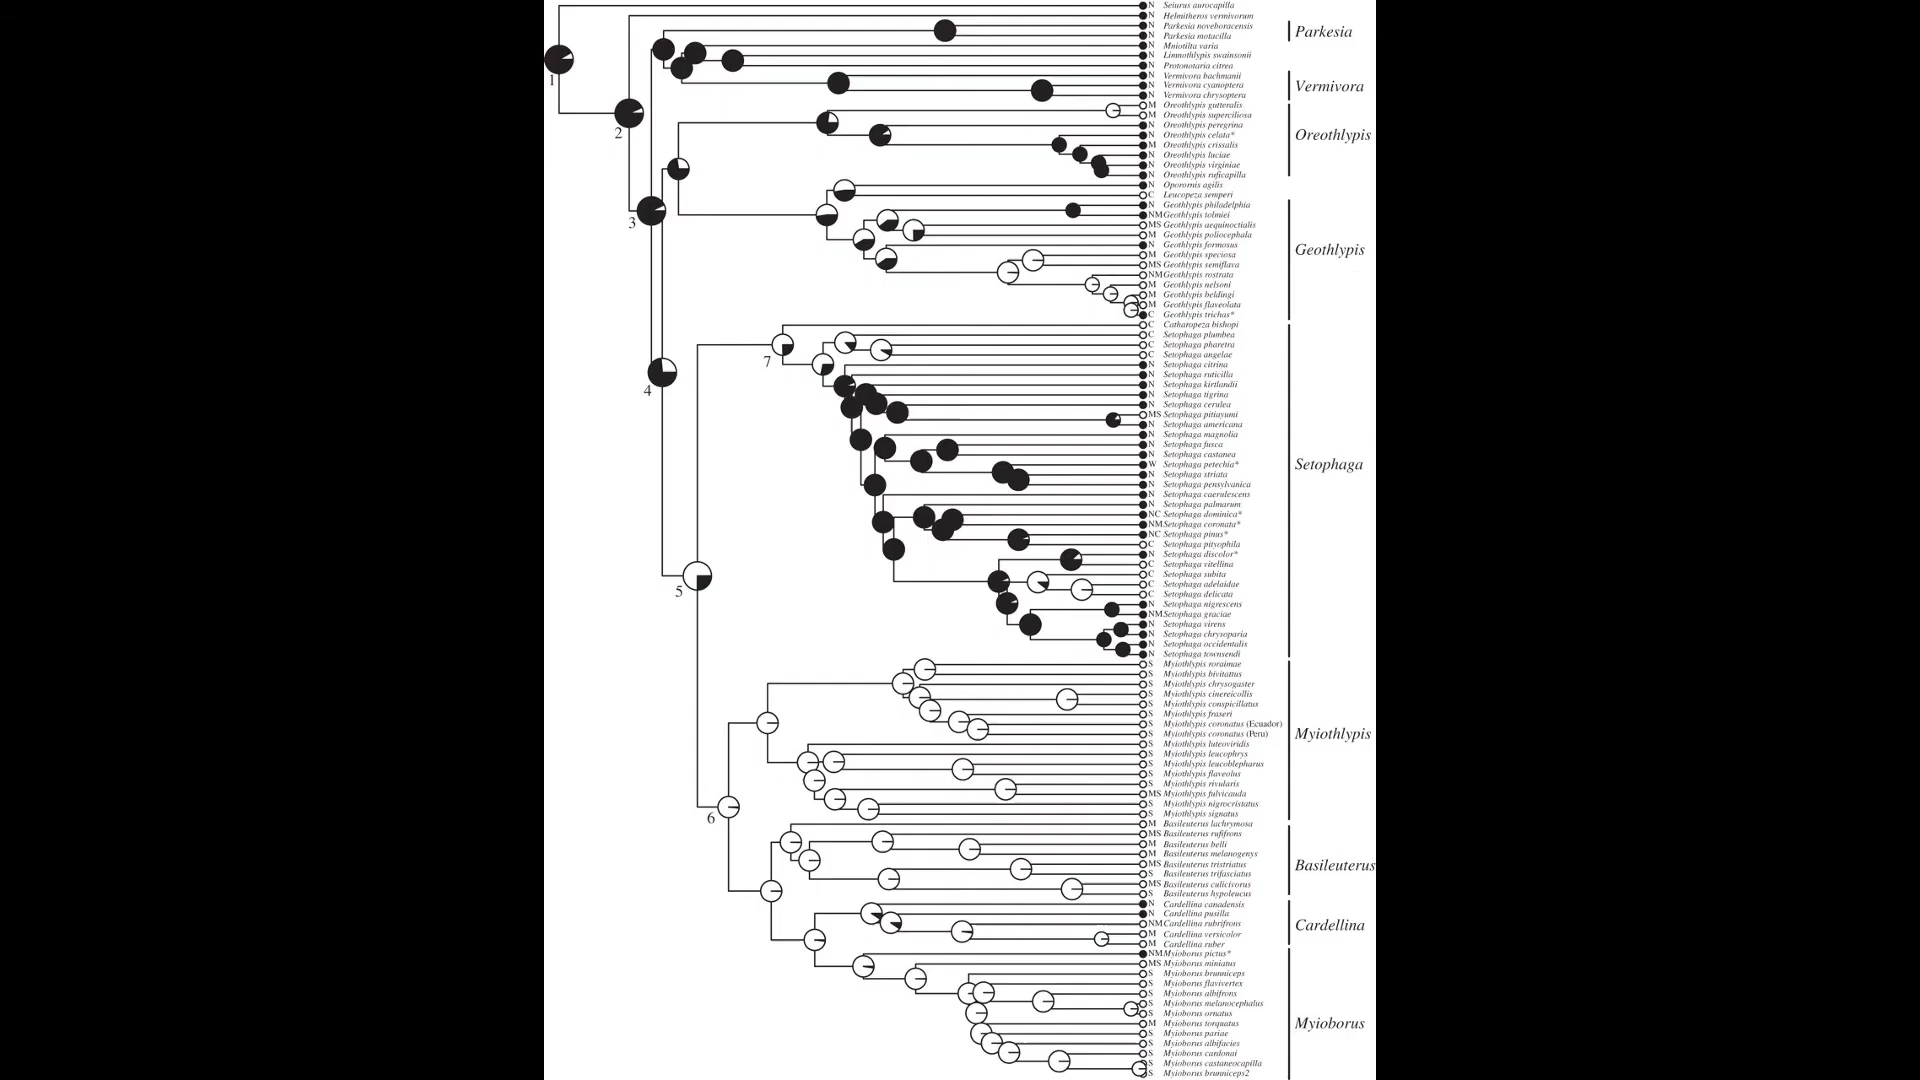 N Seiurus aurocapilla
N Helmitheros vermivorum
N Parkesia noveboracensis
Parkesia
N Parkesia motacilla
N Mniotilta varia
N Limnothlypis swainsonii
1
N Protonotaria citrea
N Vermivora bachmanii
N Vermivora cyanoptera
Vermivora
N Vermivora chrysoptera
M Oreothlypis gutteralis
M Oreothlypis superciliosa
N Oreothlypis peregrina
2
N Oreothlypis celata*
Oreothlypis
M Oreothlypis crissalis
N Oreothlypis luciae
N Oreothlypis virginiae
N Oreothlypis ruficapilla
N Oporornis agilis
C Leucopeza semperi
N Geothlypis philadelphia
NM Geothlypis tolmiei
3
MS Geothlypis aequinoctialis
M Geothlypis poliocephala
N Geothlypis formosus
Geothlypis
M Geothlypis speciosa
MS Geothlypis semiflava
NM Geothlypis rostrata
M Geothlypis nelsoni
M Geothlypis beldingi
M Geothlypis flaveolata
C Geothlypis trichas*
C Catharopeza bishopi
C Setophaga plumbea
C Setophaga pharetra
C Setophaga angelae
7
N Setophaga citrina
N Setophaga ruticilla
N Setophaga kirtlandii
4
N Setophaga tigrina
N Setophaga cerulea
MS Setophaga pitiayumi
N Setophaga americana
N Setophaga magnolia
N Setophaga fusca
N Setophaga castanea
W Setophaga petechia*
Setophaga
N Setophaga striata
N Setophaga pensylvanica
N Setophaga caerulescens
N Setophaga palmarum
NC Setophaga dominica*
NM Setophaga coronata*
NC Setophaga pinus*
C Setophaga pityophila
N Setophaga discolor*
C Setophaga vitellina
C Setophaga subita
C Setophaga adelaidae
5
C Setophaga delicata
N Setophaga nigrescens
NM Setophaga graciae
N Setophaga virens
N Setophaga chrysoparia
N Setophaga occidentalis
N Setophaga townsendi
S Myiothlypis roraimae
S Myiothlypis bivitattus
S Myiothlypis chrysogaster
S Myiothlypis cinereicollis
S Myiothlypis conspicillatus
S Myiothlypis fraseri
S Myiothlypis coronatus (Ecuador)
S Myiothlypis coronatus (Peru)
Myiothlypis
S Myiothlypis luteoviridis
S Myiothlypis leucophrys
S Myiothlypis leucoblepharus
S Myiothlypis flaveolus
S Myiothlypis rivularis
MS Myiothlypis fulvicauda
S Myiothlypis nigrocristatus
S Myiothlypis signatus
6
M Basileuterus lachrymosa
MS Basileuterus rufifrons
M Basileuterus belli
M Basileuterus melanogenys
MS Basileuterus tristriatus
Basileuterus
S Basileuterus trifasciatus
MS Basileuterus culicivorus
S Basileuterus hypoleucus
N Cardellina canadensis
N Cardellina pusilla
NM Cardellina rubrifrons
Cardellina
M Cardellina versicolor
M Cardellina ruber
NM Myioborus pictus*
MS Myioborus miniatus
S Myioborus brunniceps
S Myioborus flavivertex
S Myioborus albifrons
S Myioborus melanocephalus
S Myioborus ornatus
M Myioborus torquatus
Myioborus
S Myioborus pariae
S Myioborus albifacies
S Myioborus cardonai
S Myioborus castaneocapilla
S Myioborus brunniceps2